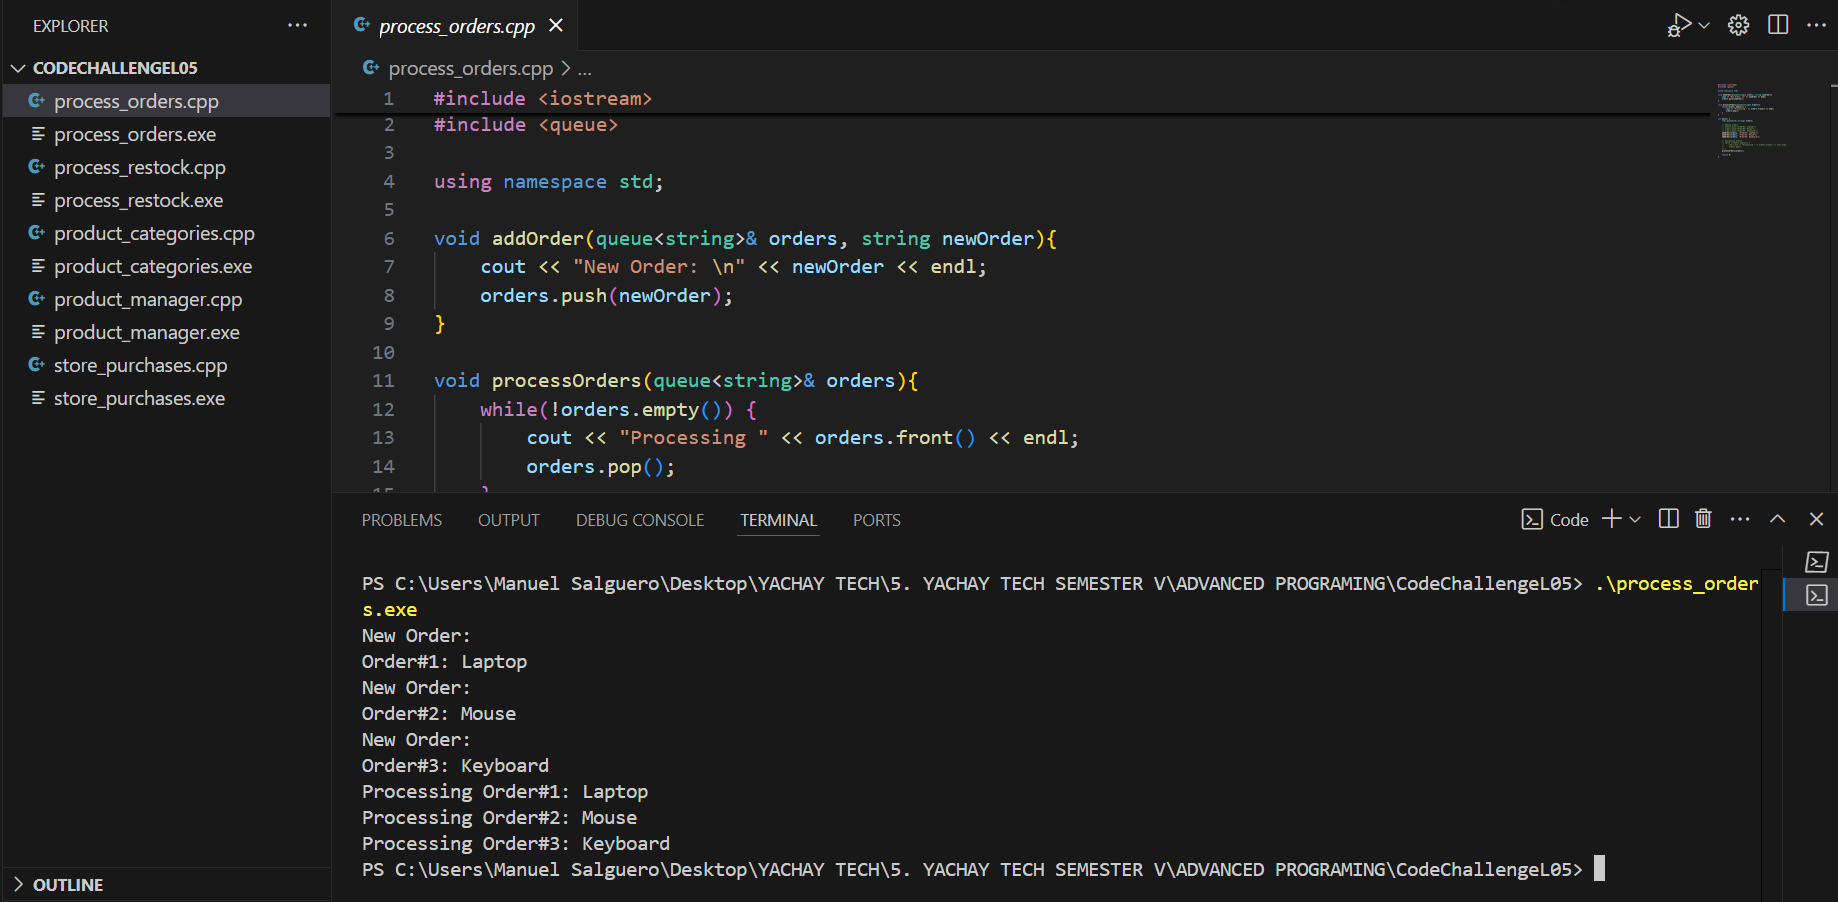 EXPLORER
CODECHALLENGEL05
process_orders.cpp
process_orders.exe
process_restock.cpp
process_restock.exe
product_categories.cpp
product_categories.exe
product_manager.cpp
product_manager.exe
store_purchases.cpp
store_purchases.exe
OUTLINE
process_orders.cpp
process_orders.cpp > ...
1 #include <iostream>
2 #include <queue>
3
4 using namespace std;
5
6 void addOrder(queue<string>& orders, string newOrder){
7 cout << "New Order: \n" << newOrder << endl;
8 orders.push(newOrder);
9 }
10
11 void processOrders(queue<string>& orders){
12 while(!orders.empty()) {
13 cout << "Processing " << orders.front() << endl;
14 orders.pop();
15 }
PROBLEMS OUTPUT DEBUG CONSOLE TERMINAL PORTS Code
PS C:\Users\Manuel Salguero\Desktop\YACHAY TECH\5. YACHAY TECH SEMESTER V\ADVANCED PROGRAMING\CodeChallengeL05> .\process_order
s.exe
New Order:
Order#1: Laptop
New Order:
Order#2: Mouse
New Order:
Order#3: Keyboard
Processing Order#1: Laptop
Processing Order#2: Mouse
Processing Order#3: Keyboard
PS C:\Users\Manuel Salguero\Desktop\YACHAY TECH\5. YACHAY TECH SEMESTER V\ADVANCED PROGRAMING\CodeChallengeL05>